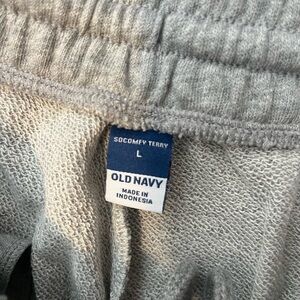 SOCOMFY TERRY
L
OLD NAVY
MADE IN
INDONESIA